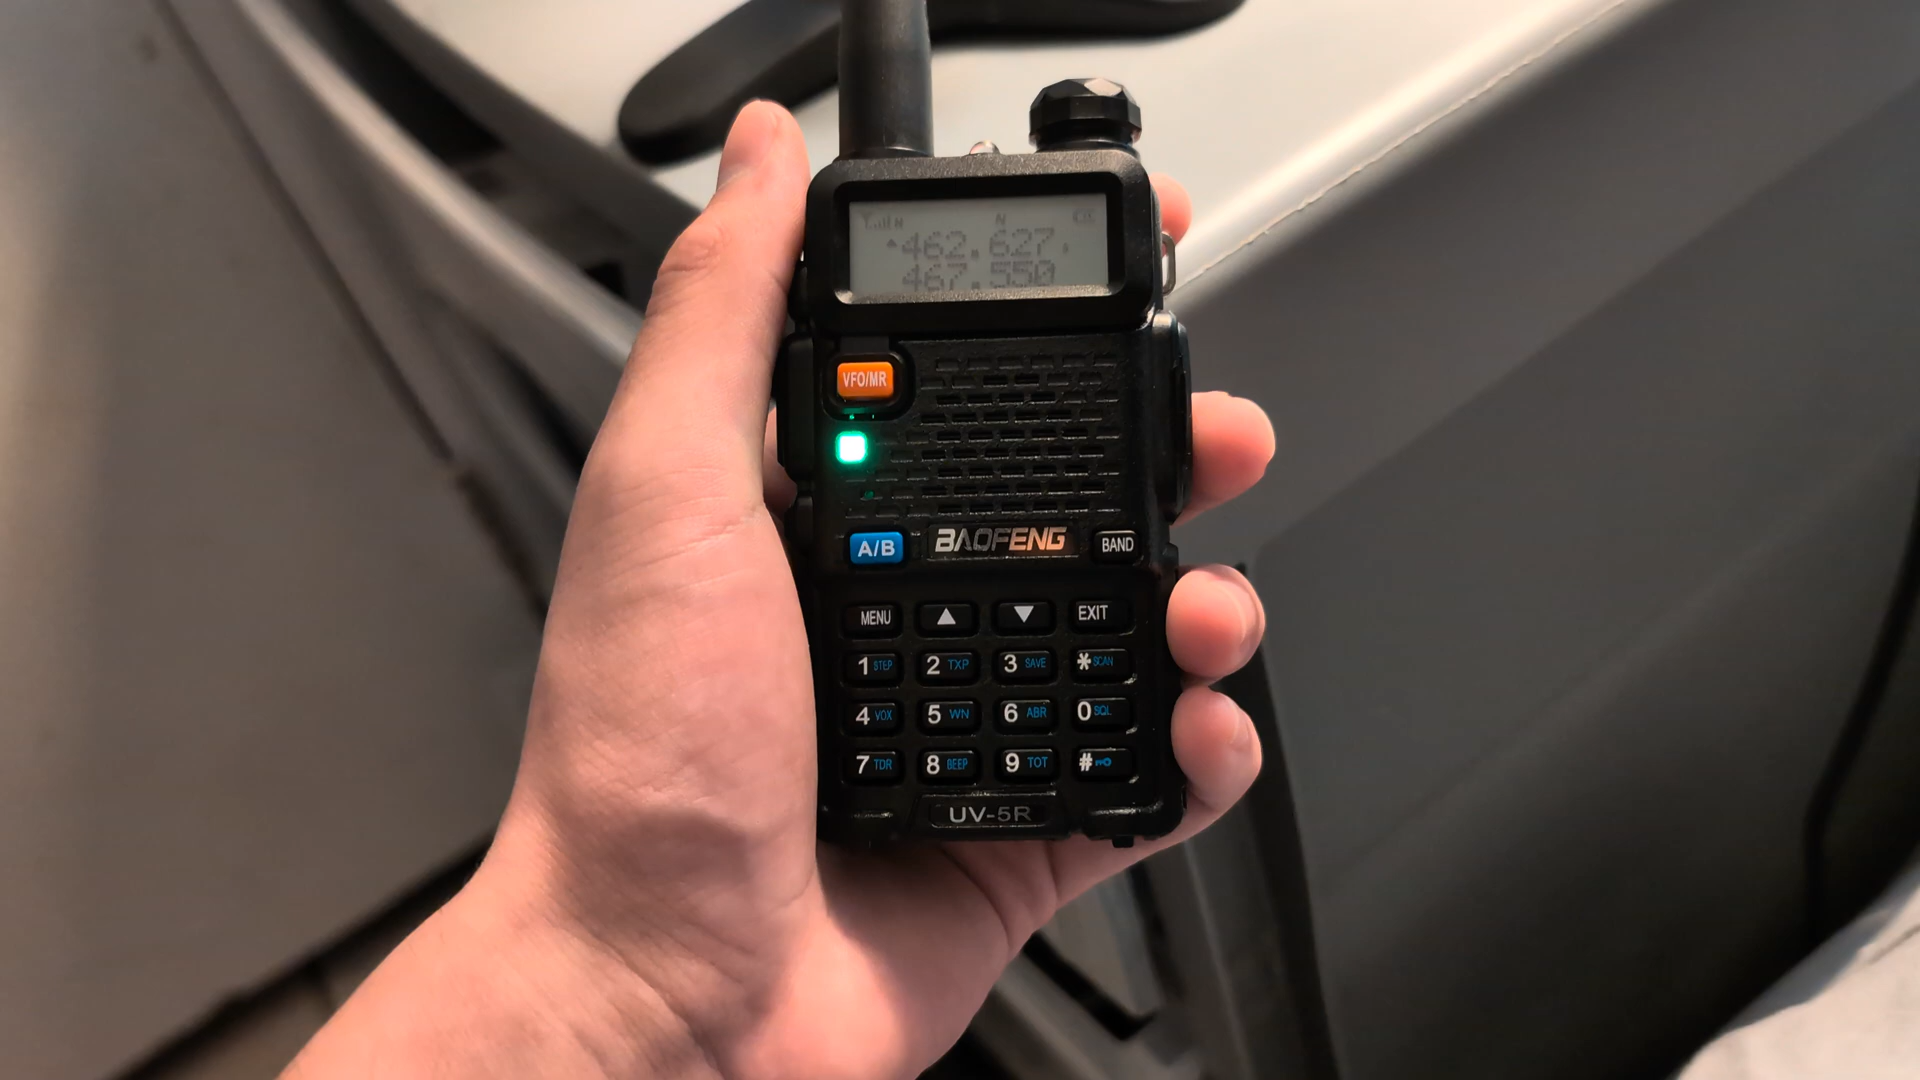 N N
462.627
467.550
VFO/MR
A/B BAOFENG BAND
MENU ▲ ▼ EXIT
1 STEP 2 TXP 3 SAVE * SCAN
4 VOX 5 WN 6 ABR 0 SQL
7 TDR 8 BEEP 9 TOT #
UV-5R